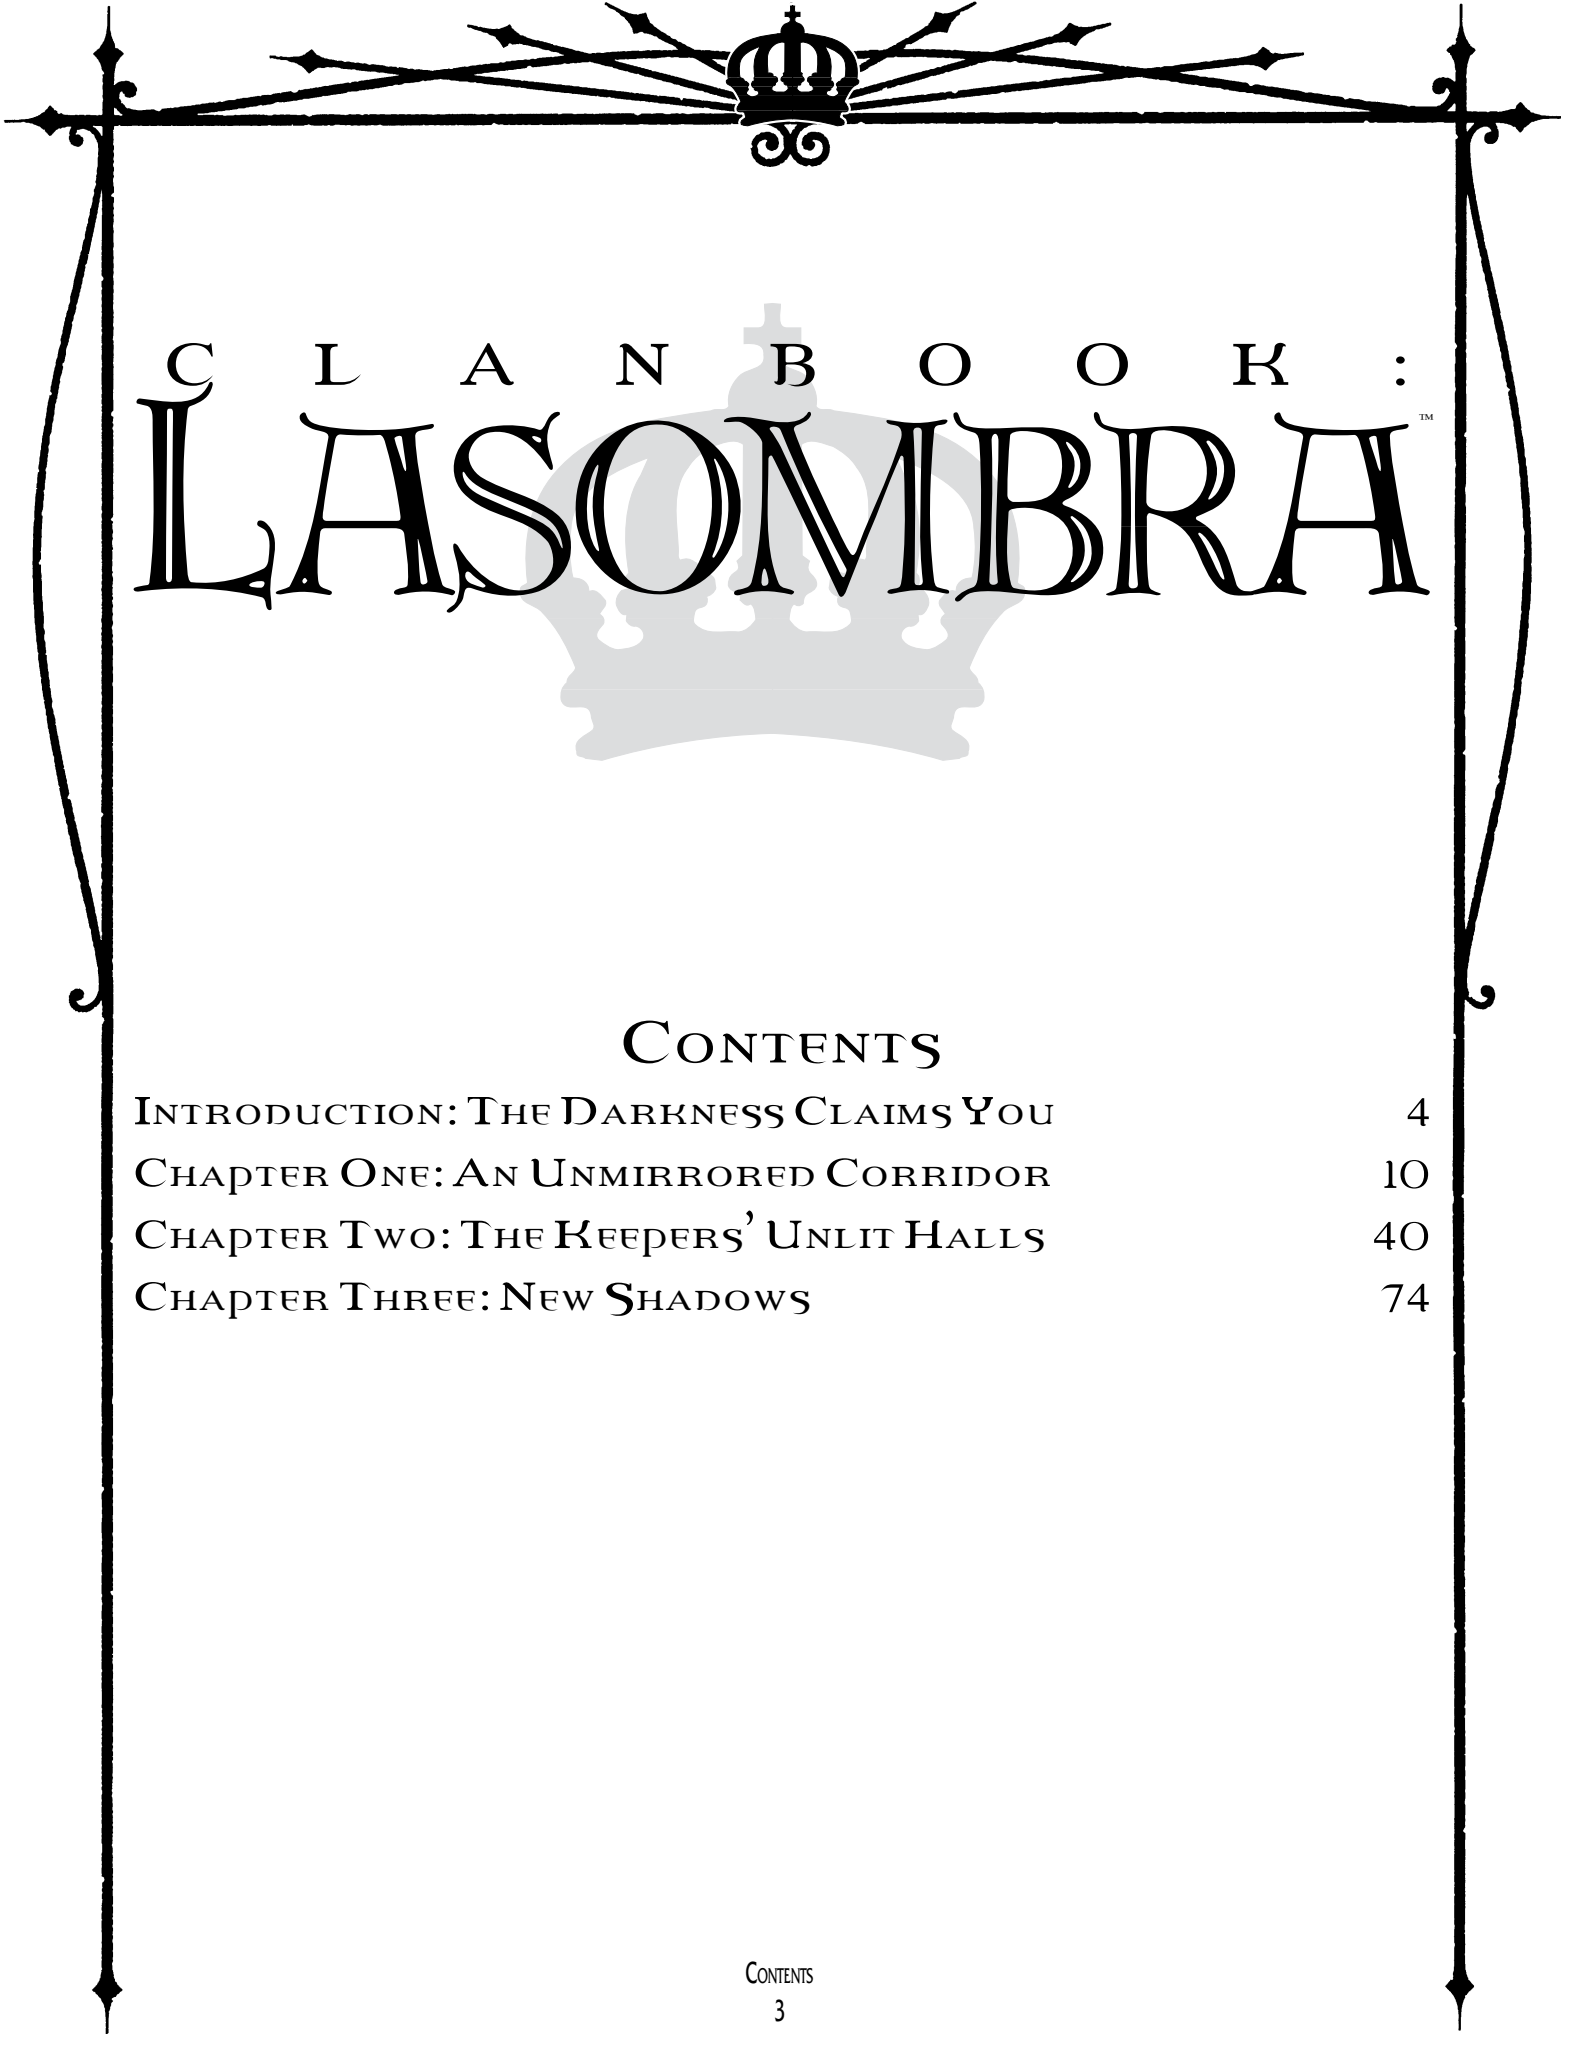 CLANBOOK:
LASOMBRA™
Contents
Introduction: The Darkness Claims You 4
Chapter One: An Unmirrored Corridor 10
Chapter Two: The Keepers’ Unlit Halls 40
Chapter Three: New Shadows 74
Contents
3